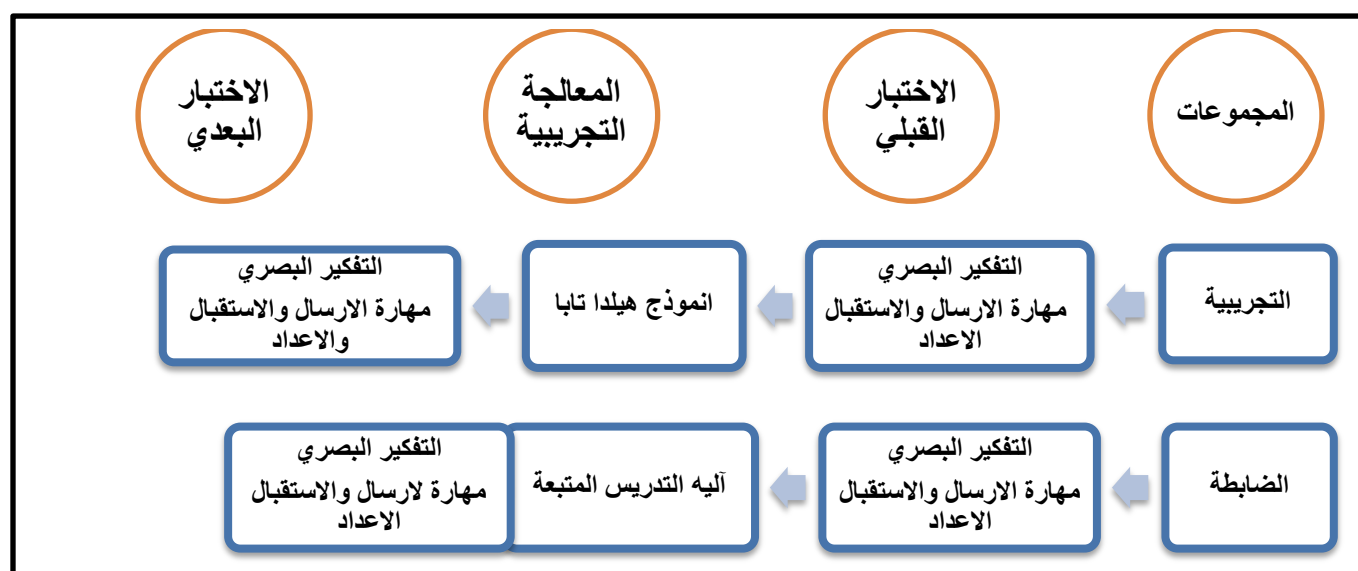 المجموعات
الاختبار
القبلي
المعالجة
التجريبية
الاختبار
البعدي
التجريبية
التفكير البصري
مهارة الارسال والاستقبال
الاعداد
انموذج هيلدا تابا
التفكير البصري
مهارة الارسال والاستقبال
والاعداد
الضابطة
التفكير البصري
مهارة الارسال والاستقبال
الاعداد
آليه التدريس المتبعة
التفكير البصري
مهارة لارسال والاستقبال
الاعداد